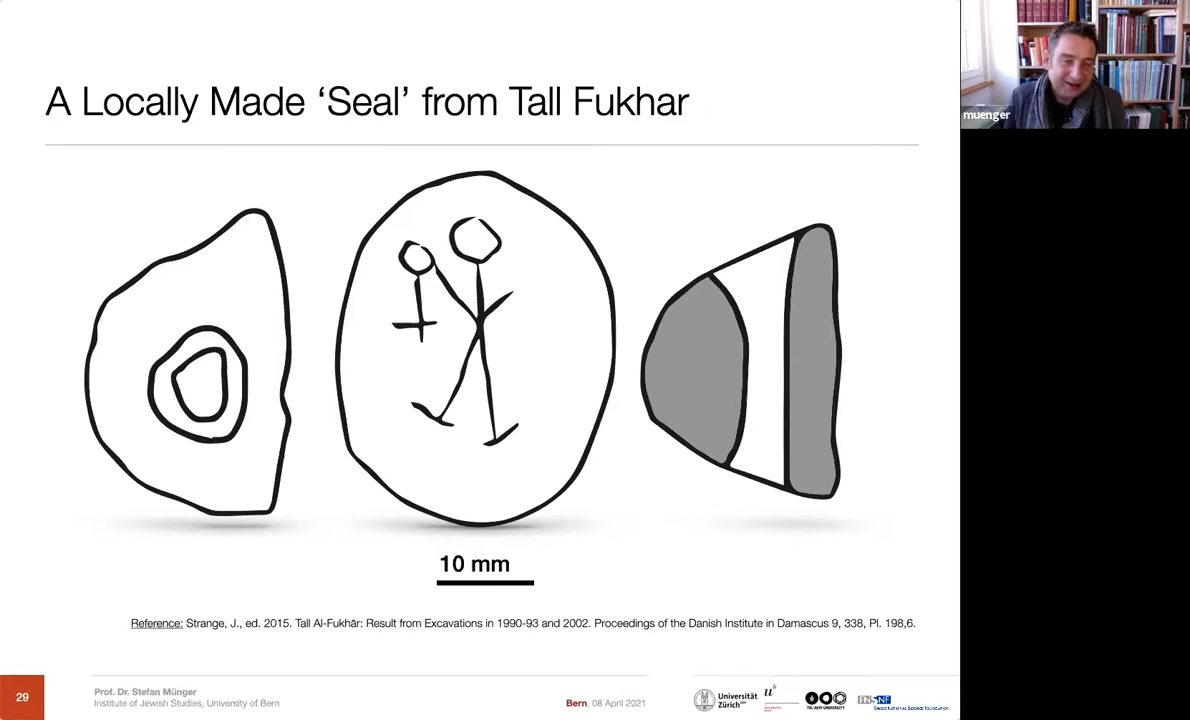 A Locally Made ‘Seal’ from Tall Fukhar
muenger
10 mm
Reference: Strange, J., ed. 2015. Tall Al-Fukhār: Result from Excavations in 1990-93 and 2002. Proceedings of the Danish Institute in Damascus 9, 338, Pl. 198,6.
29
Prof. Dr. Stefan Münger
Institute of Jewish Studies, University of Bern
Bern, 08 April 2021
Universität
Zürich
u
b
TEL AVIV UNIVERSITY
FNSNF
SWISS NATIONAL SCIENCE FOUNDATION